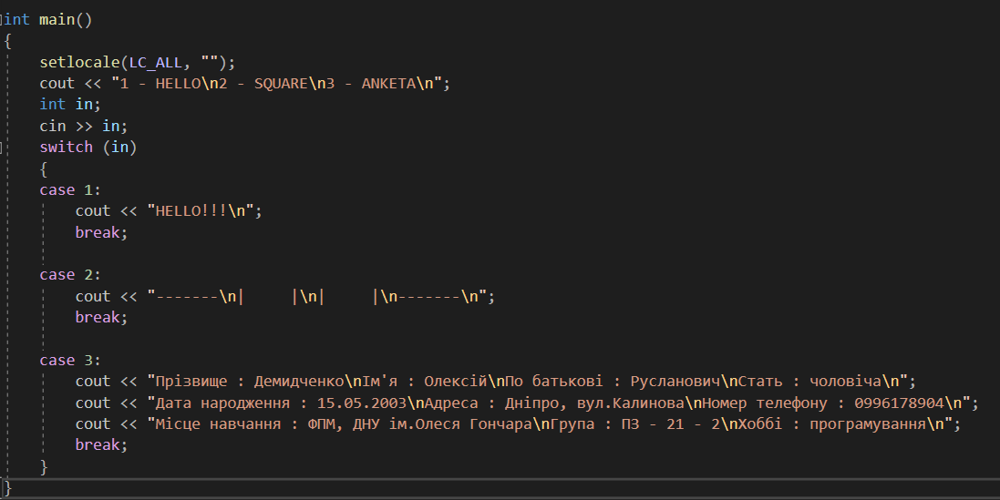 int main()
{
    setlocale(LC_ALL, "");
    cout << "1 - HELLO\n2 - SQUARE\n3 - ANKETA\n";
    int in;
    cin >> in;
    switch (in)
    {
    case 1:
        cout << "HELLO!!!\n";
        break;

    case 2:
        cout << "-------\n|     |\n|     |\n-------\n";
        break;

    case 3:
        cout << "Прізвище : Демидченко\nІм'я : Олексій\nПо батькові : Русланович\nСтать : чоловіча\n";
        cout << "Дата народження : 15.05.2003\nАдреса : Дніпро, вул.Калинова\nНомер телефону : 0996178904\n";
        cout << "Місце навчання : ФПМ, ДНУ ім.Олеся Гончара\nГрупа : ПЗ - 21 - 2\nХоббі : програмування\n";
        break;
    }
}